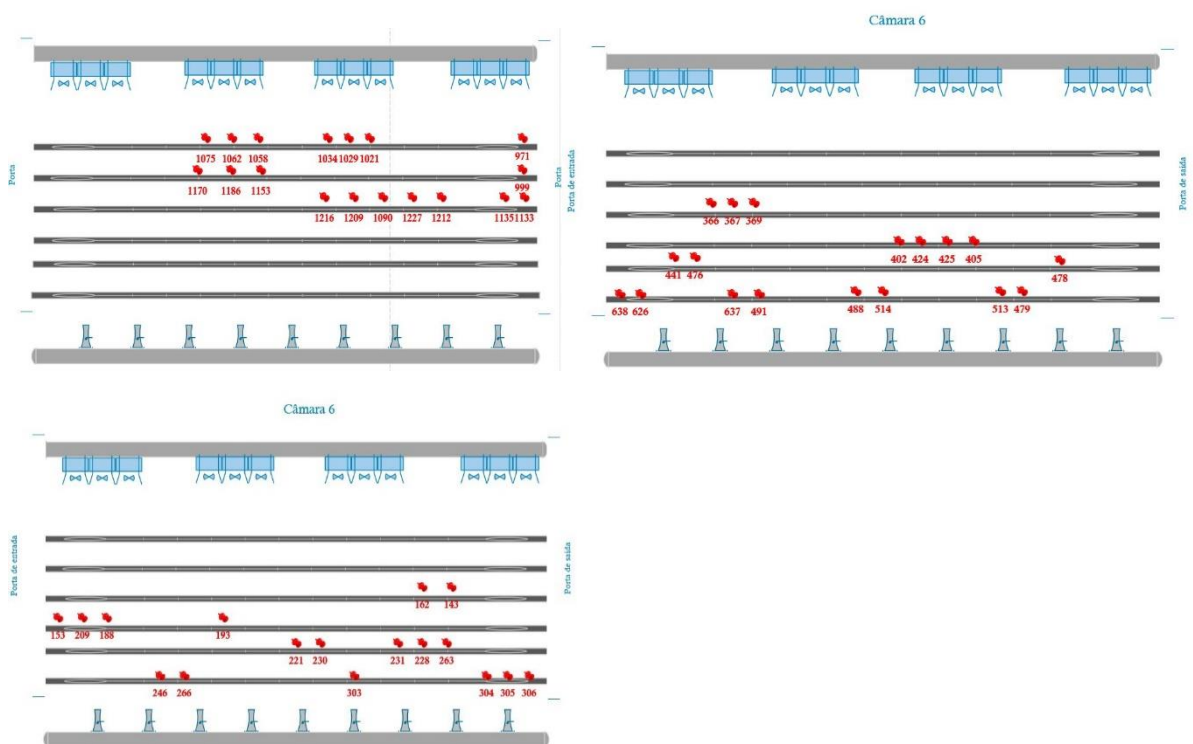 Câmara 6
Porta
Porta
Porta de entrada
Porta de saída
1075 1062 1058 1034 1029 1021 971
1170 1186 1153 999
1216 1209 1090 1227 1212 1135 1133
366 367 369
402 424 425 405
441 476 478
638 626 637 491 488 514 513 479
Câmara 6
Porta de entrada
Porta de saída
162 143
153 209 188 193
221 230 231 228 263
246 266 303 304 305 306